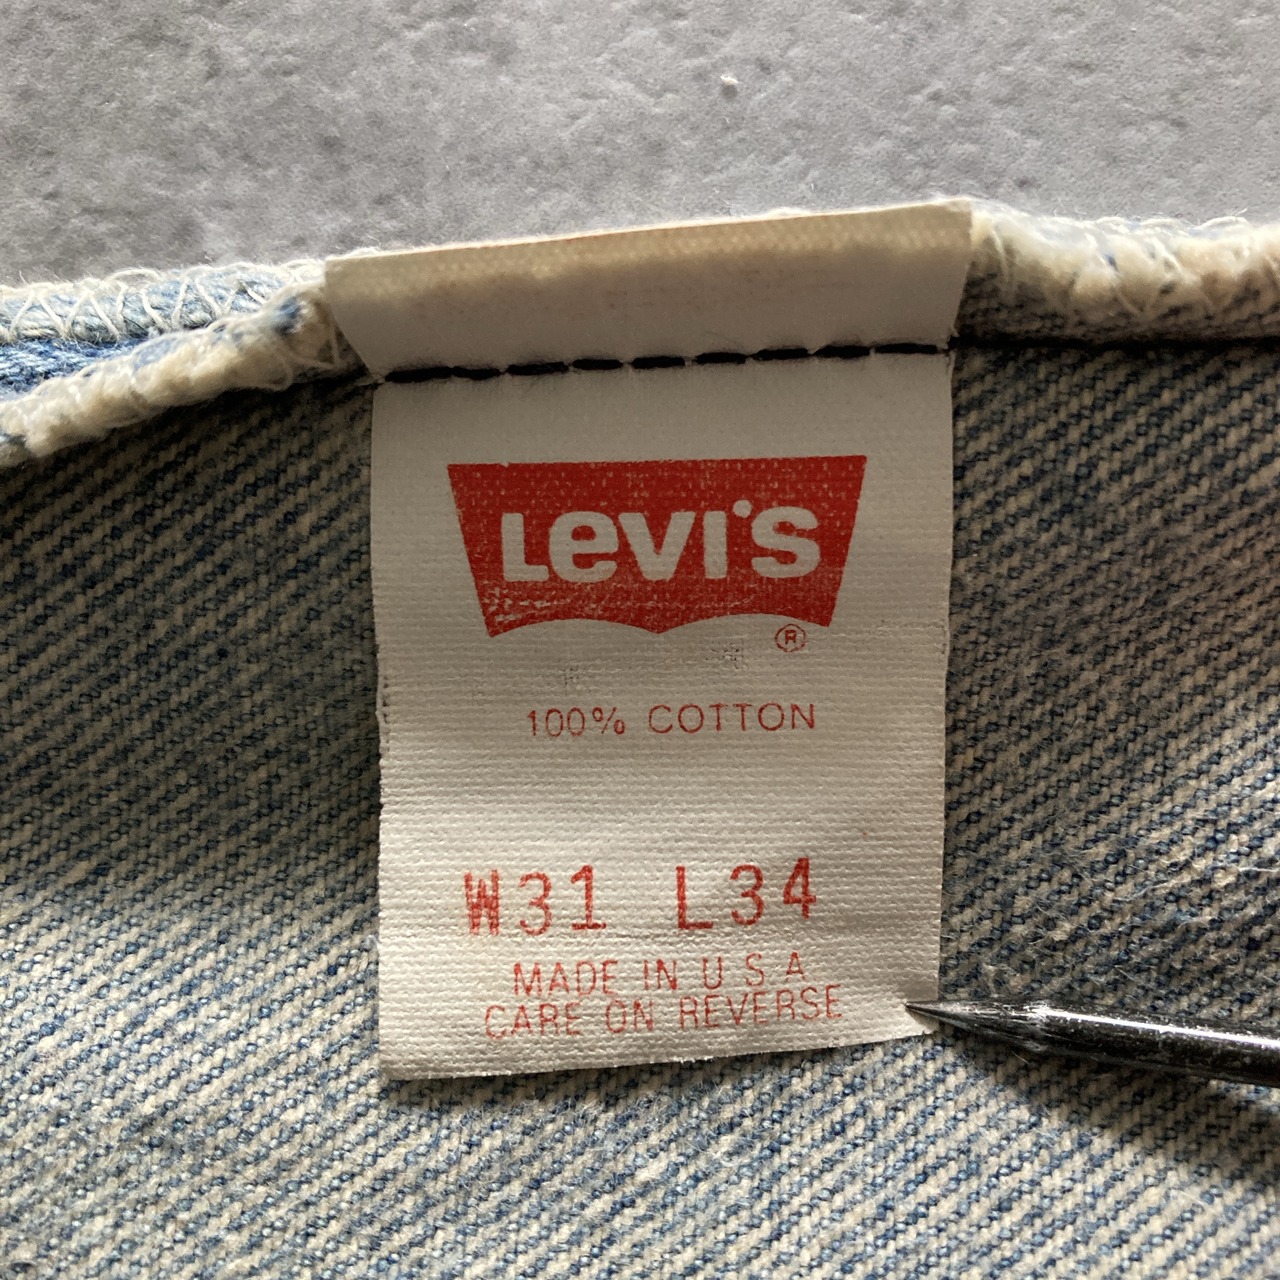 Levi's
®
100% COTTON
W31 L34
MADE IN U S A
CARE ON REVERSE